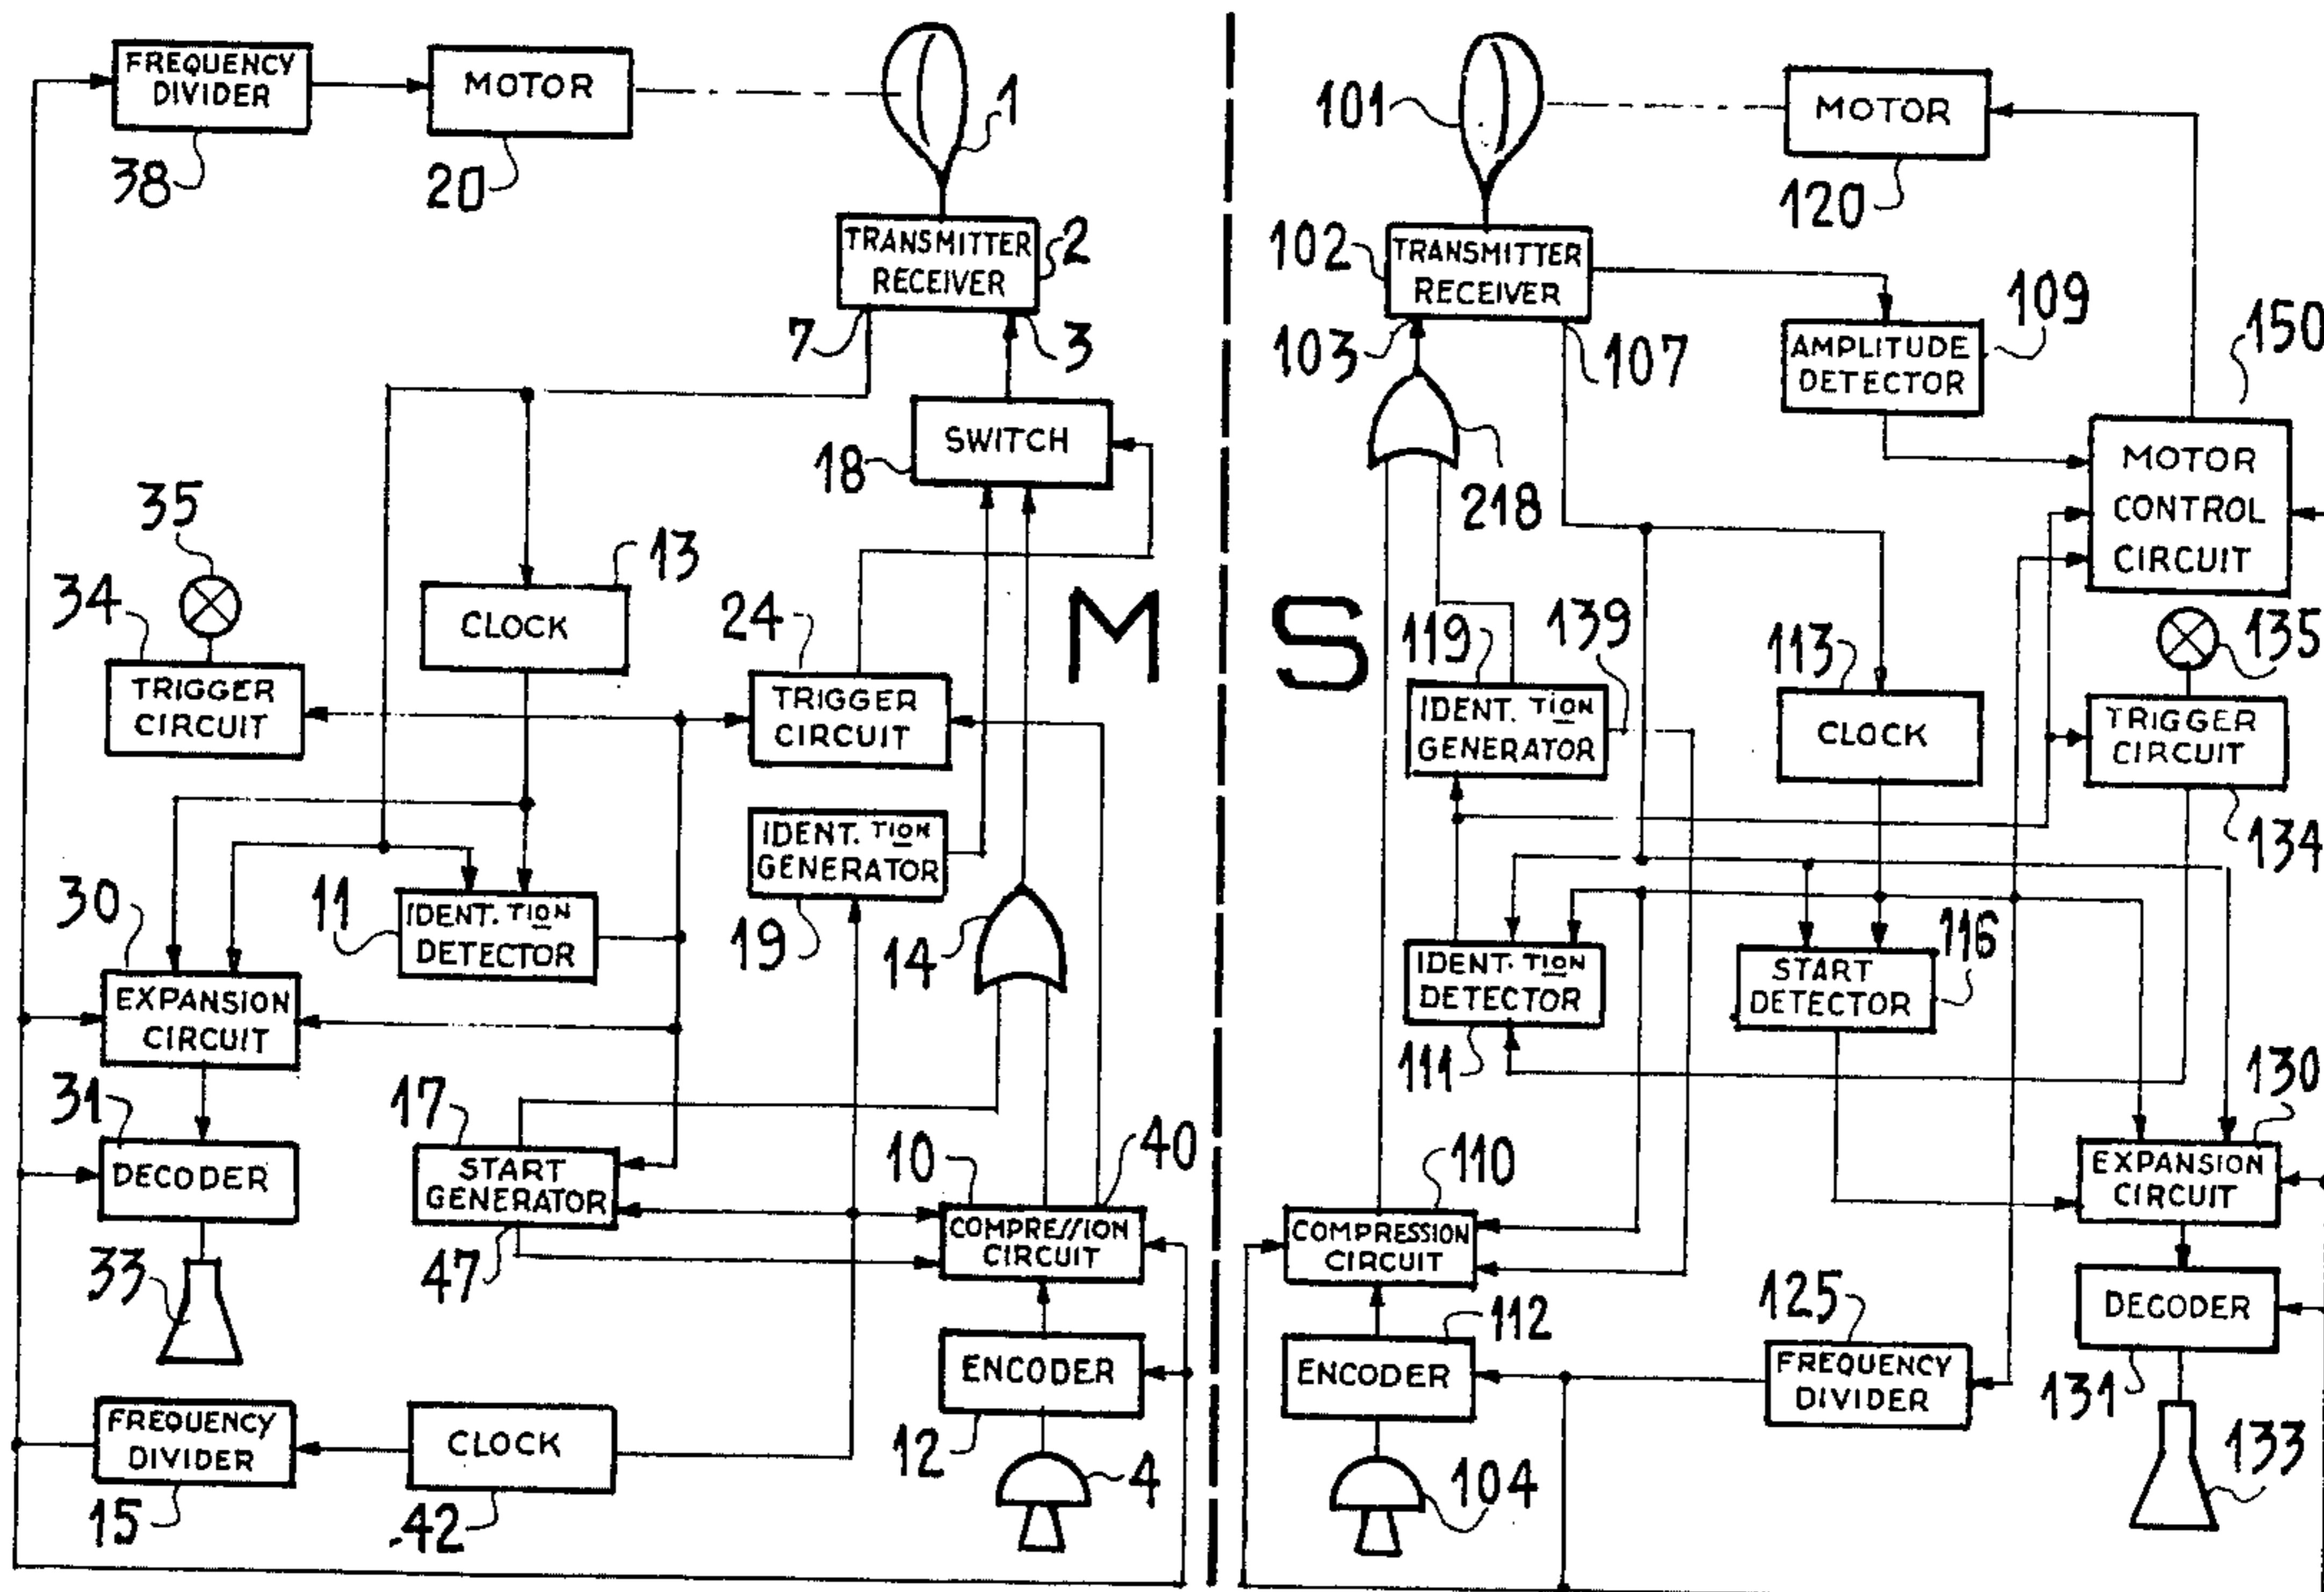 FREQUENCY
DIVIDER
38
MOTOR
20
1
TRANSMITTER
RECEIVER
2
7
3
SWITCH
18
35
34
TRIGGER
CIRCUIT
CLOCK
13
24
TRIGGER
CIRCUIT
M
IDENT. TION
GENERATOR
19
14
30
11
IDENT. TION
DETECTOR
EXPANSION
CIRCUIT
31
DECODER
33
17
START
GENERATOR
47
10
40
COMPRESSION
CIRCUIT
ENCODER
12
4
FREQUENCY
DIVIDER
15
CLOCK
42
101
MOTOR
120
102
TRANSMITTER
RECEIVER
103
107
109
AMPLITUDE
DETECTOR
150
MOTOR
CONTROL
CIRCUIT
218
S
119
139
IDENT. TION
GENERATOR
113
CLOCK
135
TRIGGER
CIRCUIT
134
IDENT. TION
DETECTOR
111
START
DETECTOR
116
130
EXPANSION
CIRCUIT
110
COMPRESSION
CIRCUIT
112
ENCODER
104
125
FREQUENCY
DIVIDER
DECODER
131
133